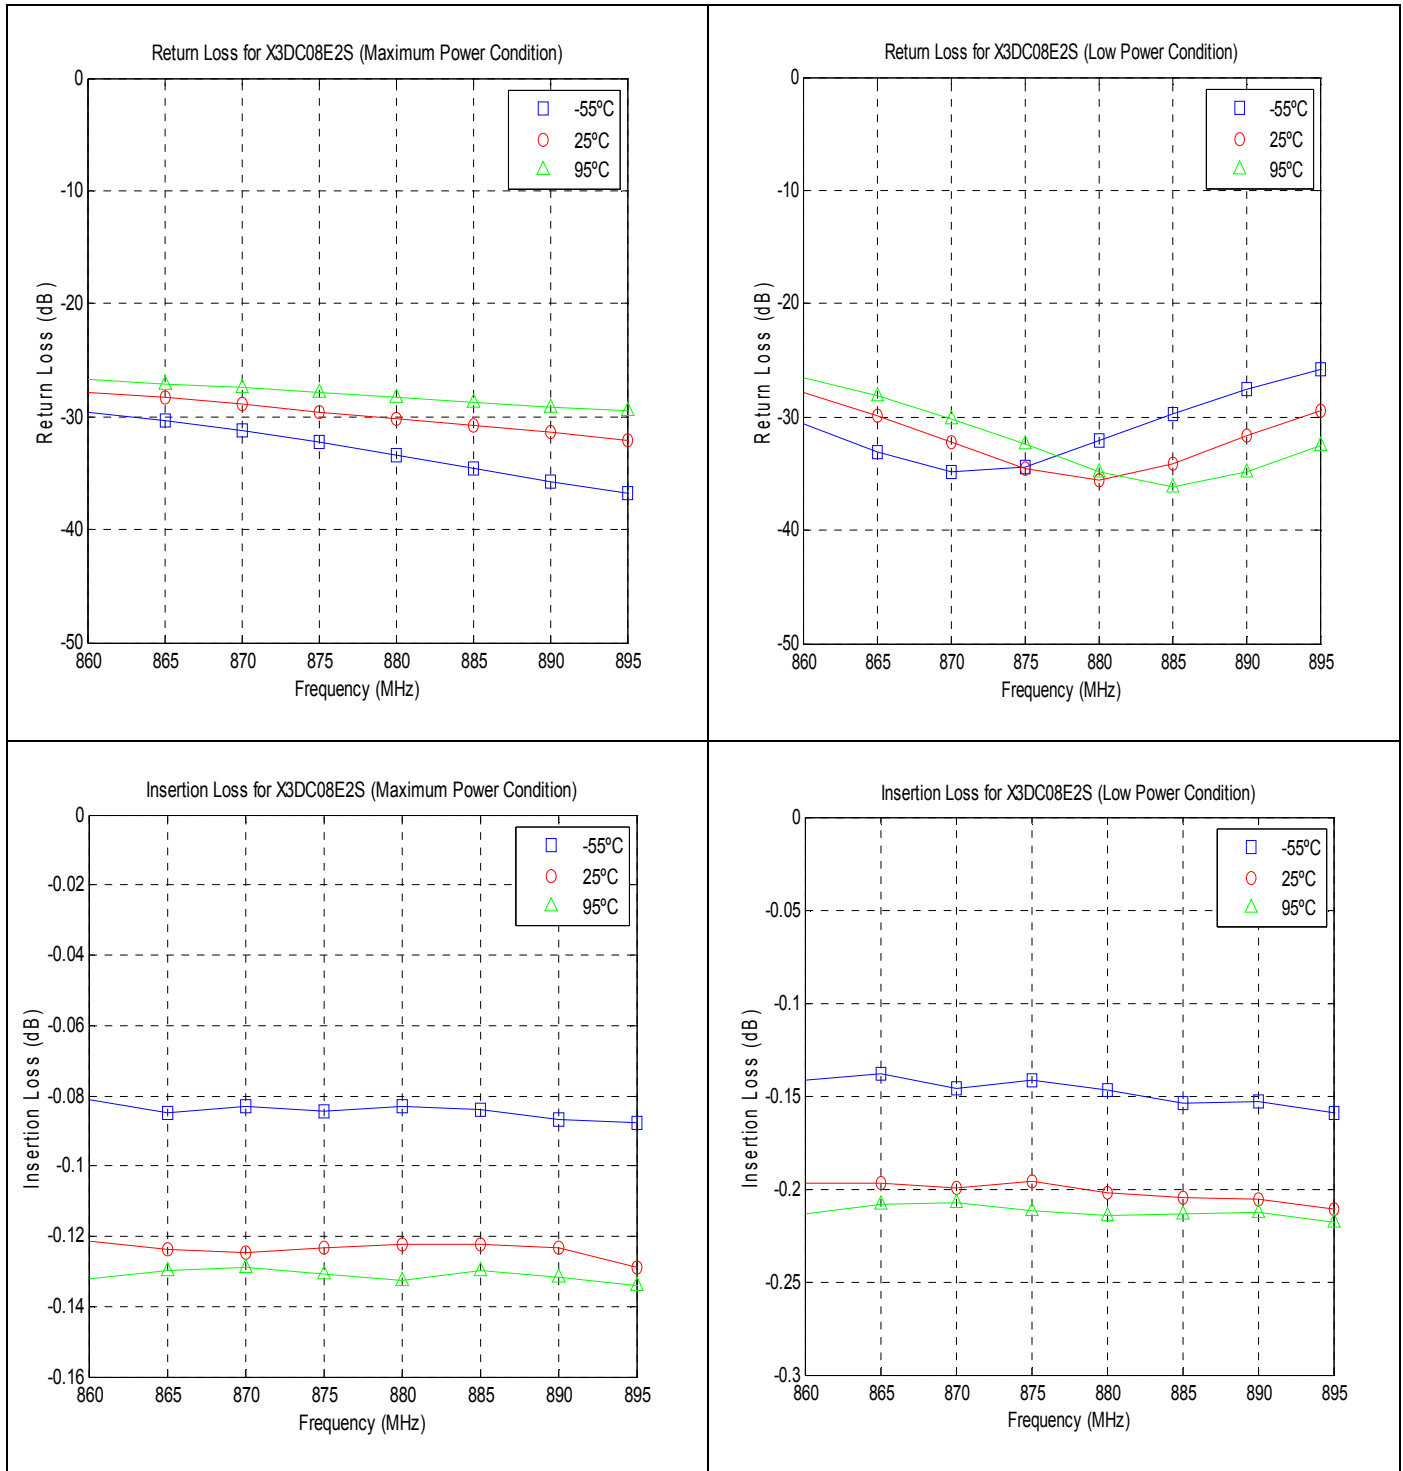 Return Loss for X3DC08E2S (Maximum Power Condition)
0
-10
-20
-30
-40
-50
Return Loss (dB)
-55ºC
25ºC
95ºC
860 865 870 875 880 885 890 895
Frequency (MHz)
Return Loss for X3DC08E2S (Low Power Condition)
0
-10
-20
-30
-40
-50
Return Loss (dB)
-55ºC
25ºC
95ºC
860 865 870 875 880 885 890 895
Frequency (MHz)
Insertion Loss for X3DC08E2S (Maximum Power Condition)
0
-0.02
-0.04
-0.06
-0.08
-0.1
-0.12
-0.14
-0.16
Insertion Loss (dB)
-55ºC
25ºC
95ºC
860 865 870 875 880 885 890 895
Frequency (MHz)
Insertion Loss for X3DC08E2S (Low Power Condition)
0
-0.05
-0.1
-0.15
-0.2
-0.25
-0.3
Insertion Loss (dB)
-55ºC
25ºC
95ºC
860 865 870 875 880 885 890 895
Frequency (MHz)